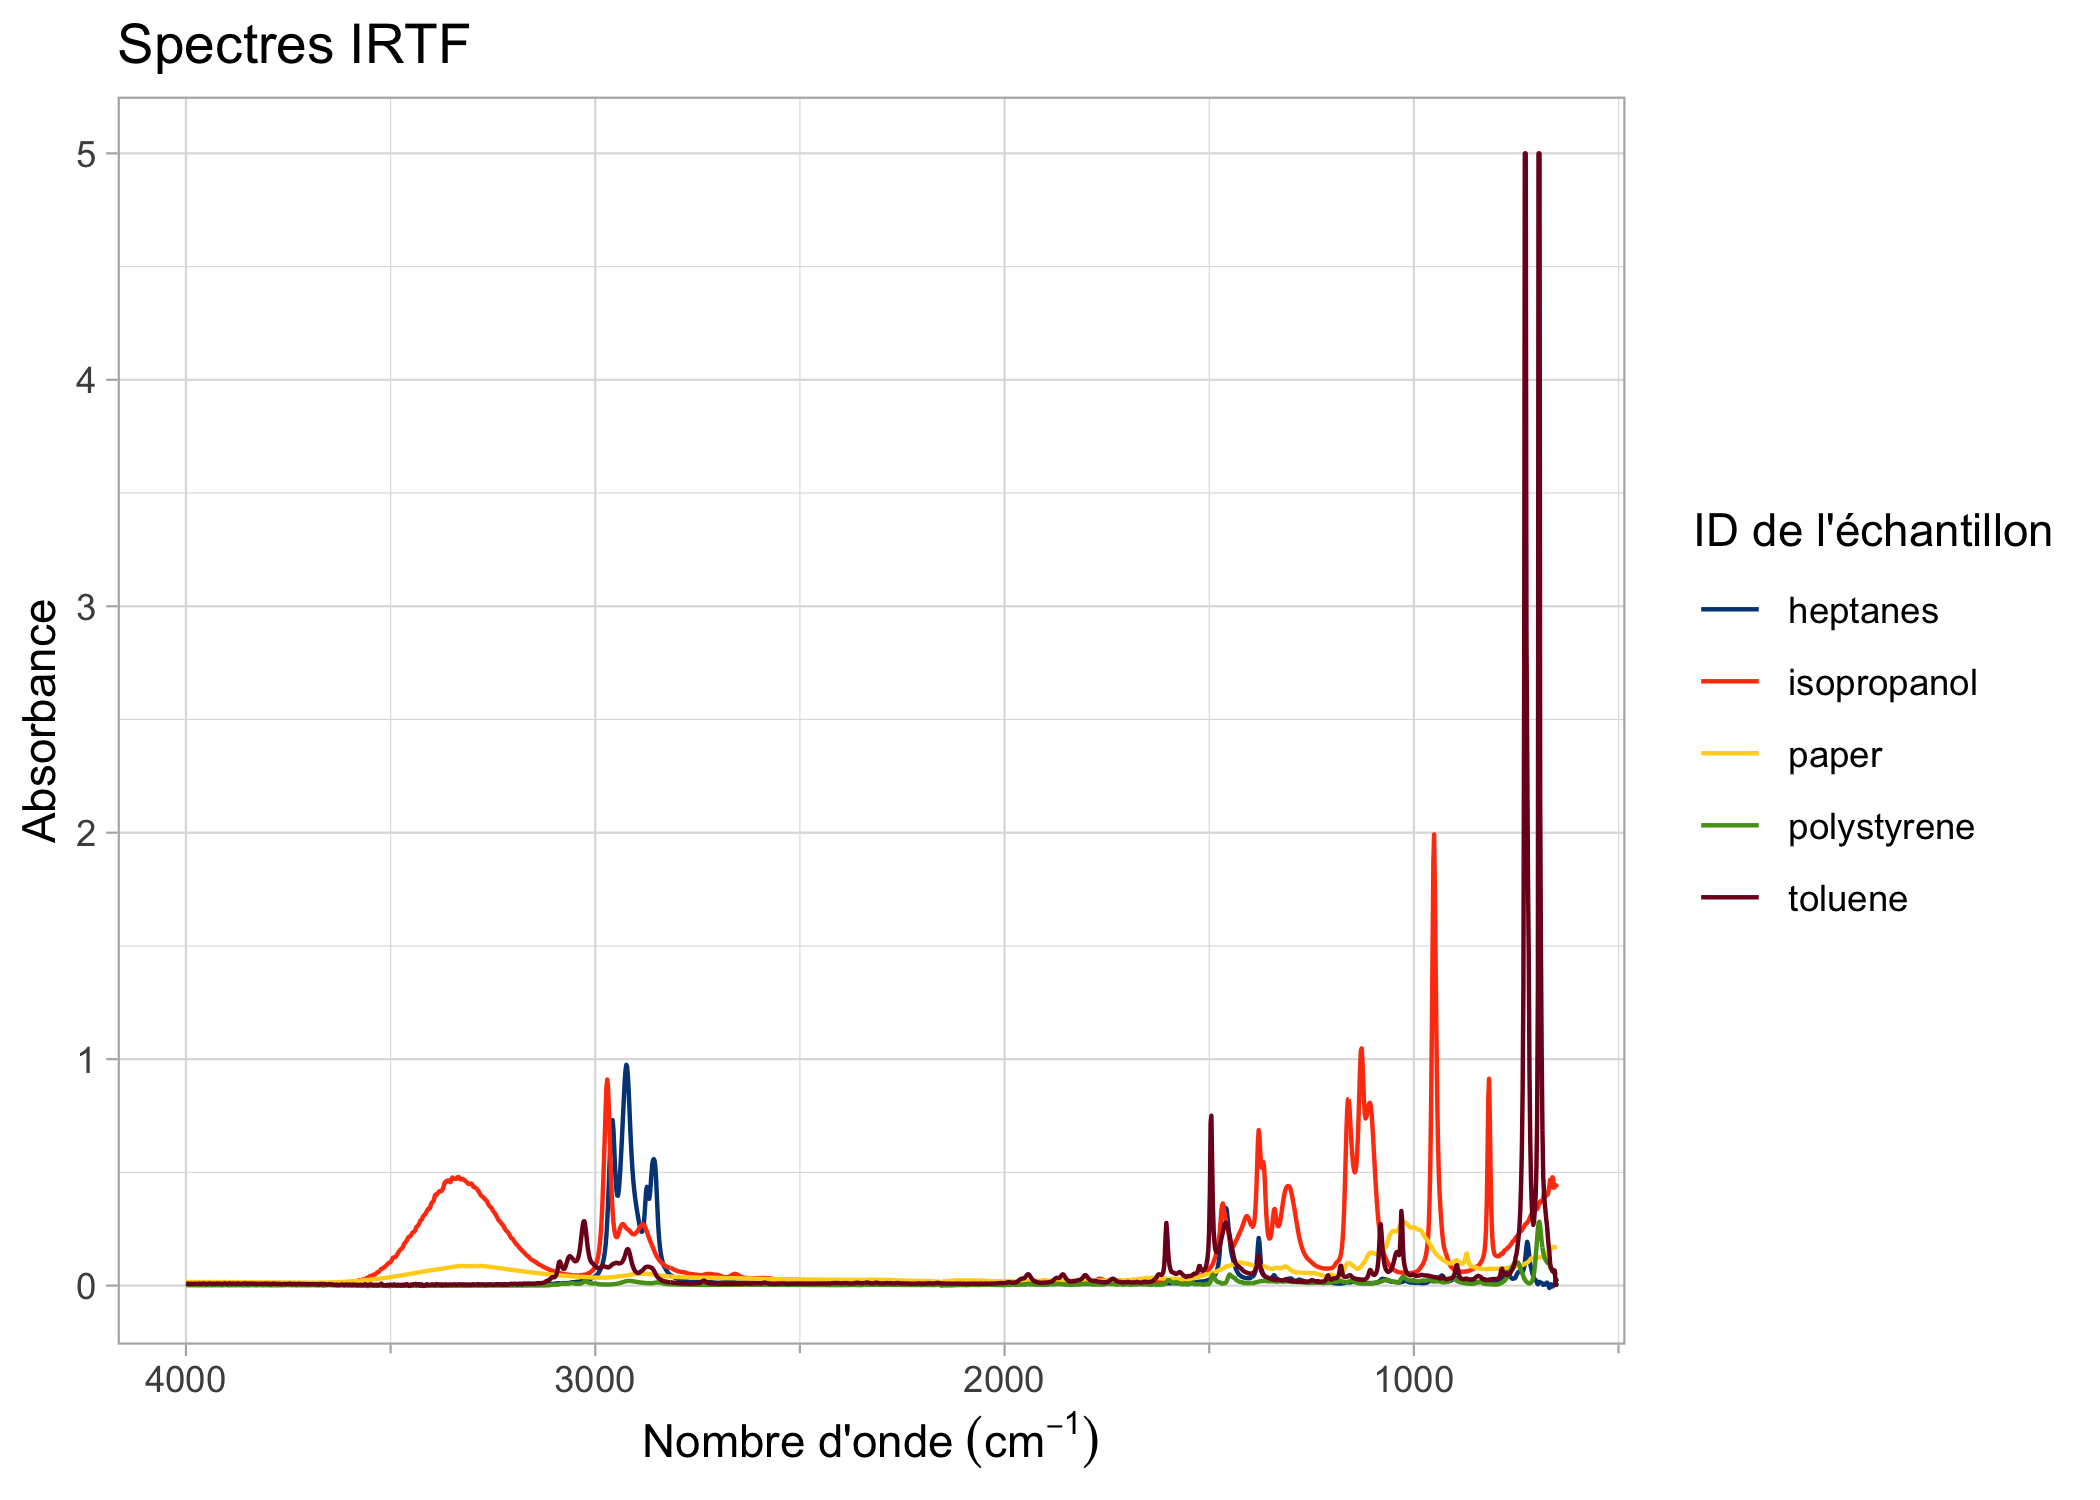 Spectres IRTF
5
4
3
2
1
0
Absorbance
4000
3000
2000
1000
Nombre d'onde (cm⁻¹)
ID de l'échantillon
heptanes
isopropanol
paper
polystyrene
toluene